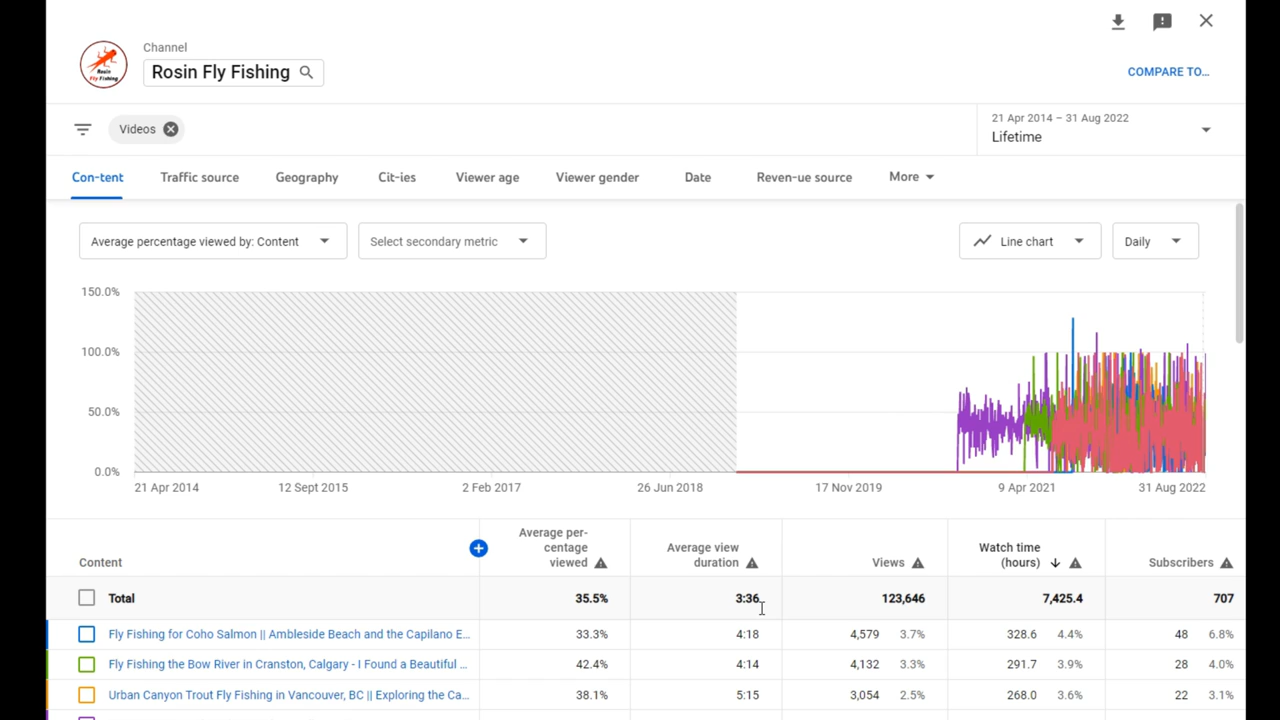 Channel
Rosin Fly Fishing
Rosin
Fly Fishing
COMPARE TO...
Videos
21 Apr 2014 – 31 Aug 2022
Lifetime
Con-tent
Traffic source
Geography
Cit-ies
Viewer age
Viewer gender
Date
Reven-ue source
More
Average percentage viewed by: Content
Select secondary metric
Line chart
Daily
150.0%
100.0%
50.0%
0.0%
21 Apr 2014
12 Sept 2015
2 Feb 2017
26 Jun 2018
17 Nov 2019
9 Apr 2021
31 Aug 2022
Content
Average per-
centage
viewed
Average view
duration
Views
Watch time
(hours)
Subscribers
Total 35.5% 3:36 123,646 7,425.4 707
Fly Fishing for Coho Salmon || Ambleside Beach and the Capilano E... 33.3% 4:18 4,579 3.7% 328.6 4.4% 48 6.8%
Fly Fishing the Bow River in Cranston, Calgary - I Found a Beautiful ... 42.4% 4:14 4,132 3.3% 291.7 3.9% 28 4.0%
Urban Canyon Trout Fly Fishing in Vancouver, BC || Exploring the Ca... 38.1% 5:15 3,054 2.5% 268.0 3.6% 22 3.1%